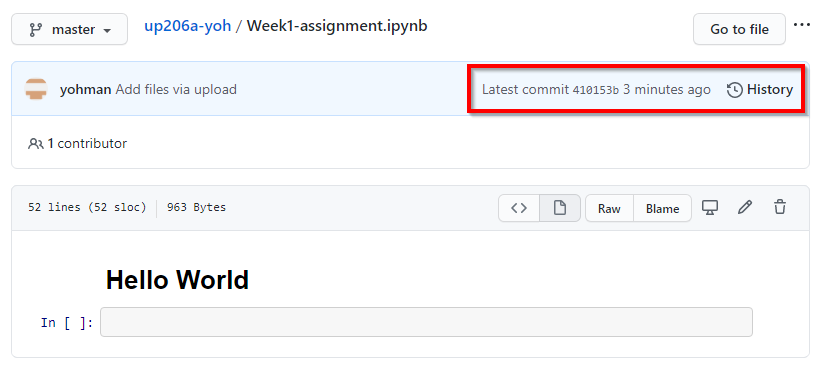 master up206a-yoh / Week1-assignment.ipynb Go to file ...
yohman Add files via upload Latest commit 410153b 3 minutes ago History
1 contributor
52 lines (52 sloc) 963 Bytes <> Raw Blame
Hello World
In [ ]: